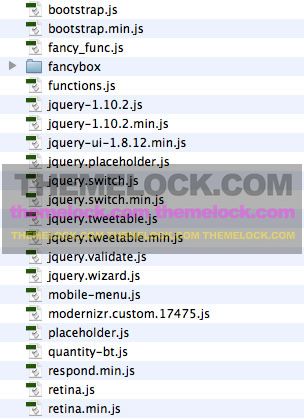 bootstrap.js
bootstrap.min.js
fancy_func.js
fancybox
functions.js
jquery-1.10.2.js
jquery-1.10.2.min.js
jquery-ui-1.8.12.min.js
jquery.placeholder.js
jquery.switch.js
THEMELOCK.COM
jquery.switch.min.js
themelock.com themelock.com
jquery.tweetable.js
jquery.tweetable.min.js
THEMELOCK.COM THEMELOCK.COM THEMELOCK.COM
jquery.validate.js
jquery.wizard.js
mobile-menu.js
modernizr.custom.17475.js
placeholder.js
quantity-bt.js
respond.min.js
retina.js
retina.min.js